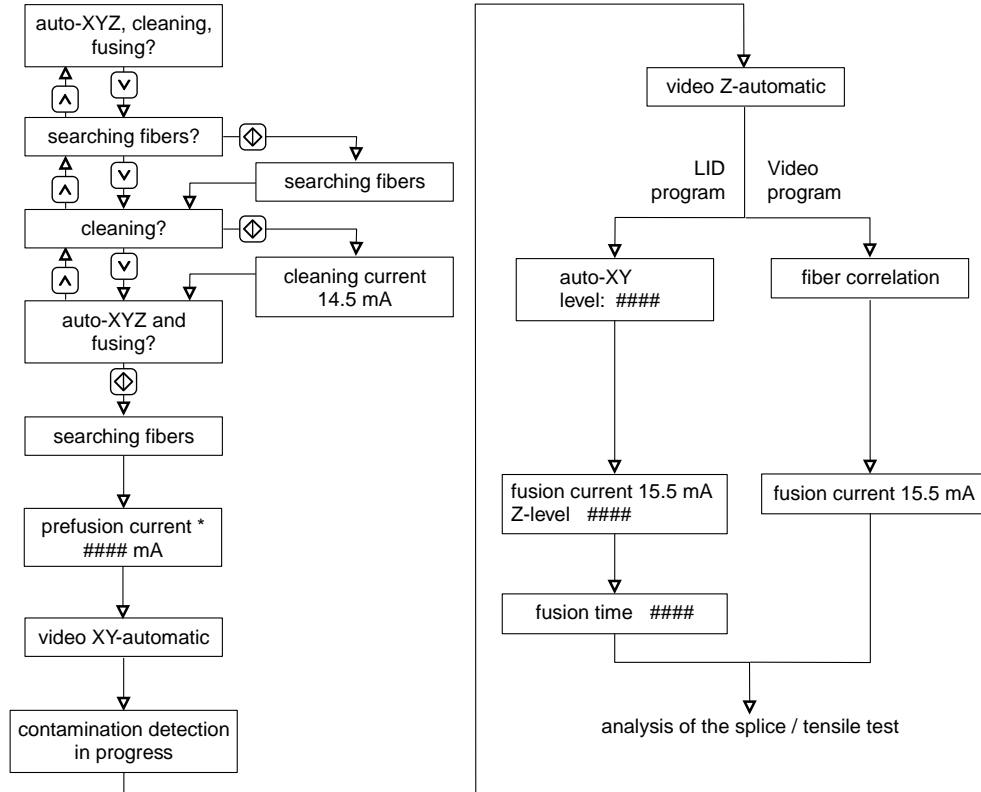 auto-XYZ, cleaning,
fusing?
searching fibers?
searching fibers
cleaning?
cleaning current
14.5 mA
auto-XYZ and
fusing?
searching fibers
prefusion current *
#### mA
video XY-automatic
contamination detection
in progress
video Z-automatic
LID
program
Video
program
auto-XY
level: ####
fiber correlation
fusion current 15.5 mA
Z-level ####
fusion current 15.5 mA
fusion time ####
analysis of the splice / tensile test